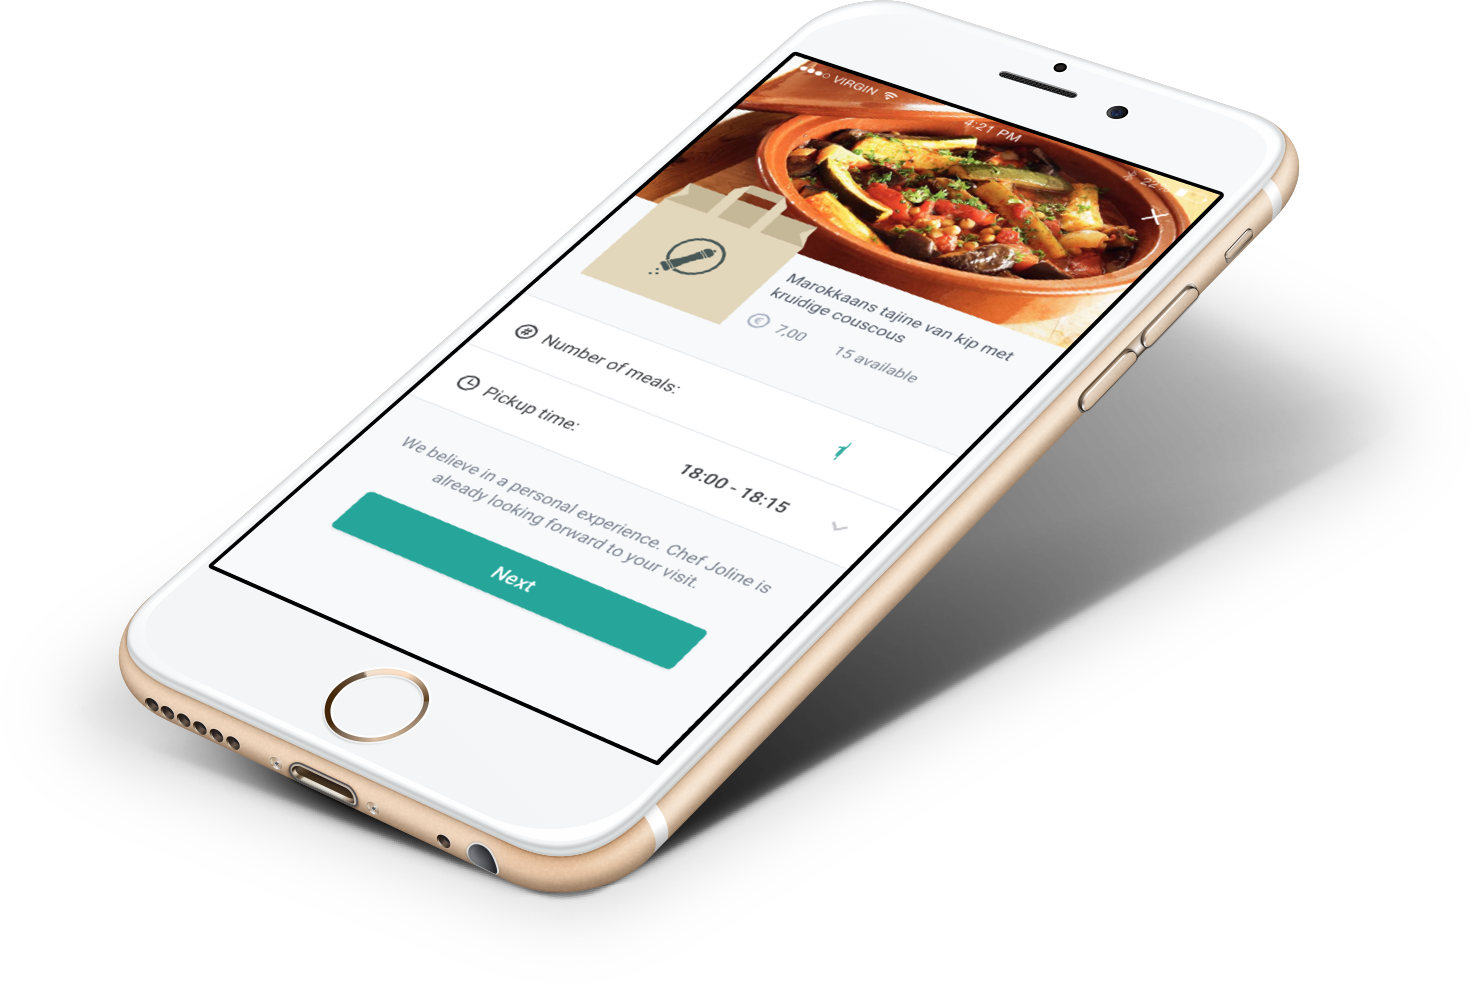 VIRGIN
4:21 PM
Marokkaans tajine van kip met
kruidige couscous
€ 7,00 15 available
# Number of meals:
Pickup time:
18:00 - 18:15
We believe in a personal experience. Chef Joline is
already looking forward to your visit.
Next